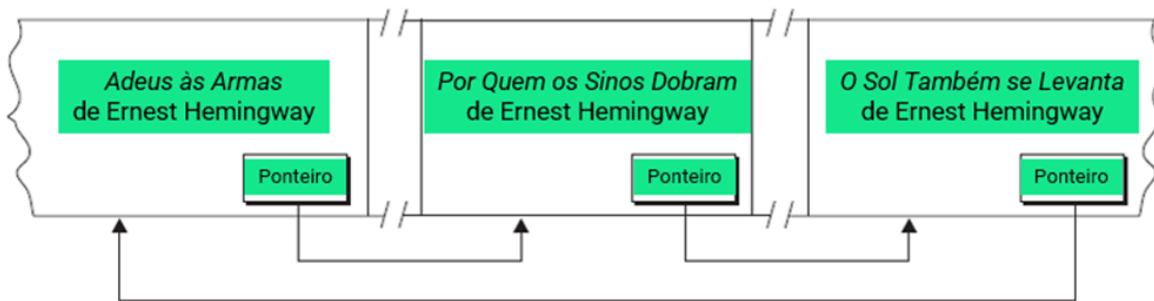 Adeus às Armas
de Ernest Hemingway
Ponteiro
Por Quem os Sinos Dobram
de Ernest Hemingway
Ponteiro
O Sol Também se Levanta
de Ernest Hemingway
Ponteiro